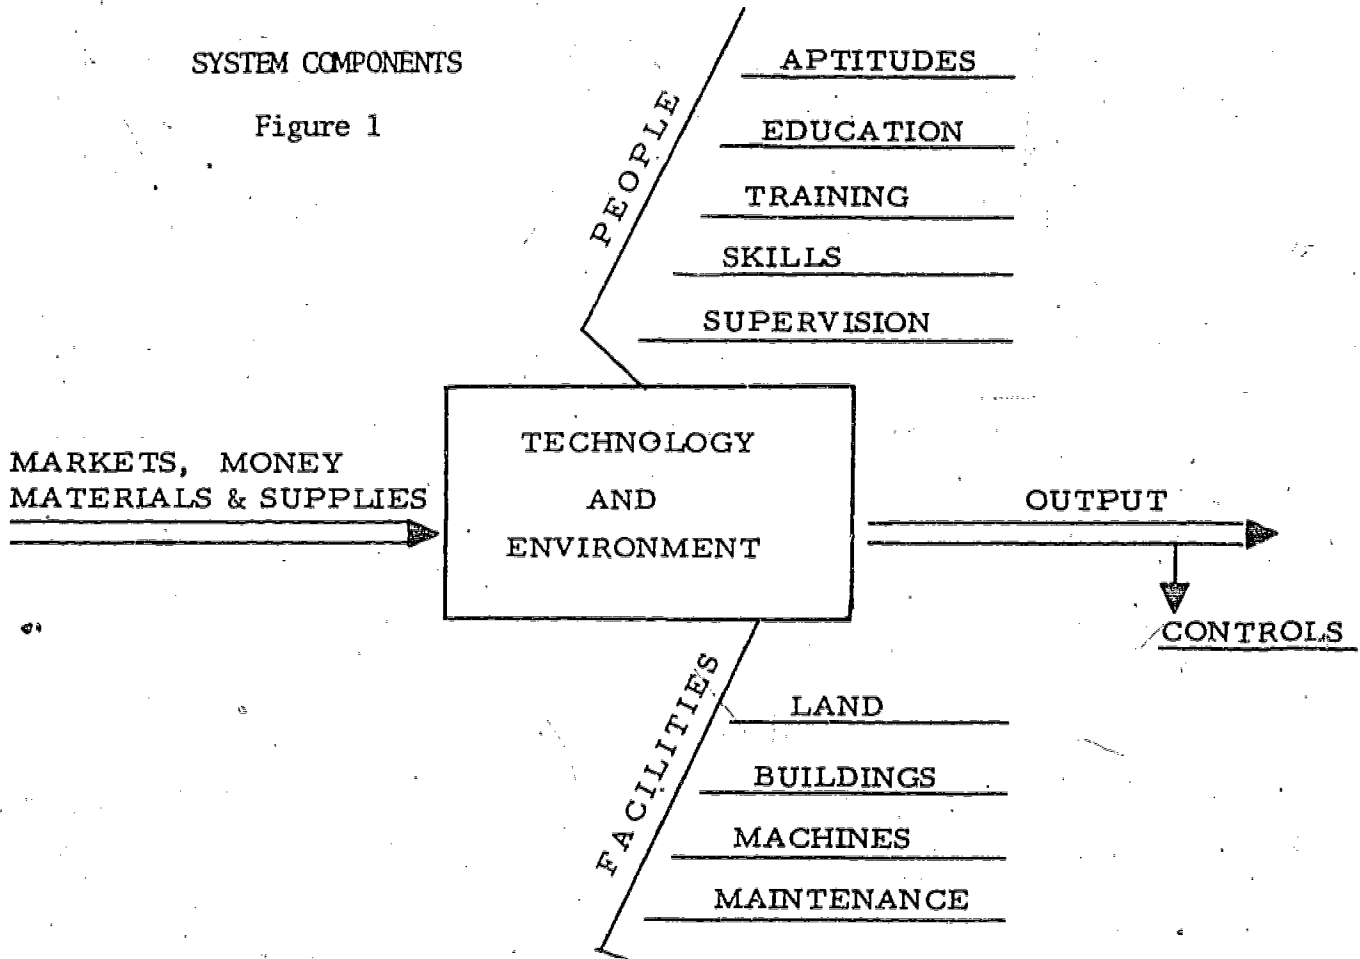 SYSTEM COMPONENTS
Figure 1
PEOPLE
APTITUDES
EDUCATION
TRAINING
SKILLS
SUPERVISION
MARKETS, MONEY
MATERIALS & SUPPLIES
TECHNOLOGY
AND
ENVIRONMENT
OUTPUT
CONTROLS
FACILITIES
LAND
BUILDINGS
MACHINES
MAINTENANCE